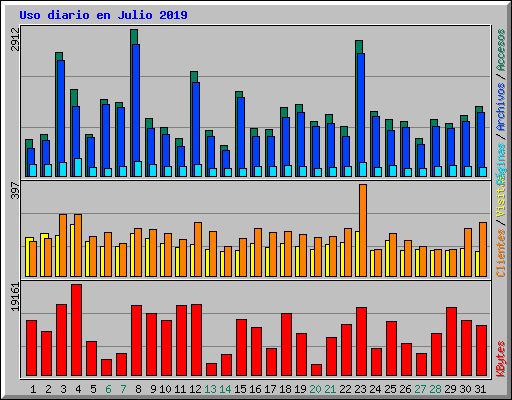 Uso diario en Julio 2019
2912
397
19161
Clientes / Visitas
Páginas / Archivos / Accesos
KBytes
1 2 3 4 5 6 7 8 9 10 11 12 13 14 15 16 17 18 19 20 21 22 23 24 25 26 27 28 29 30 31